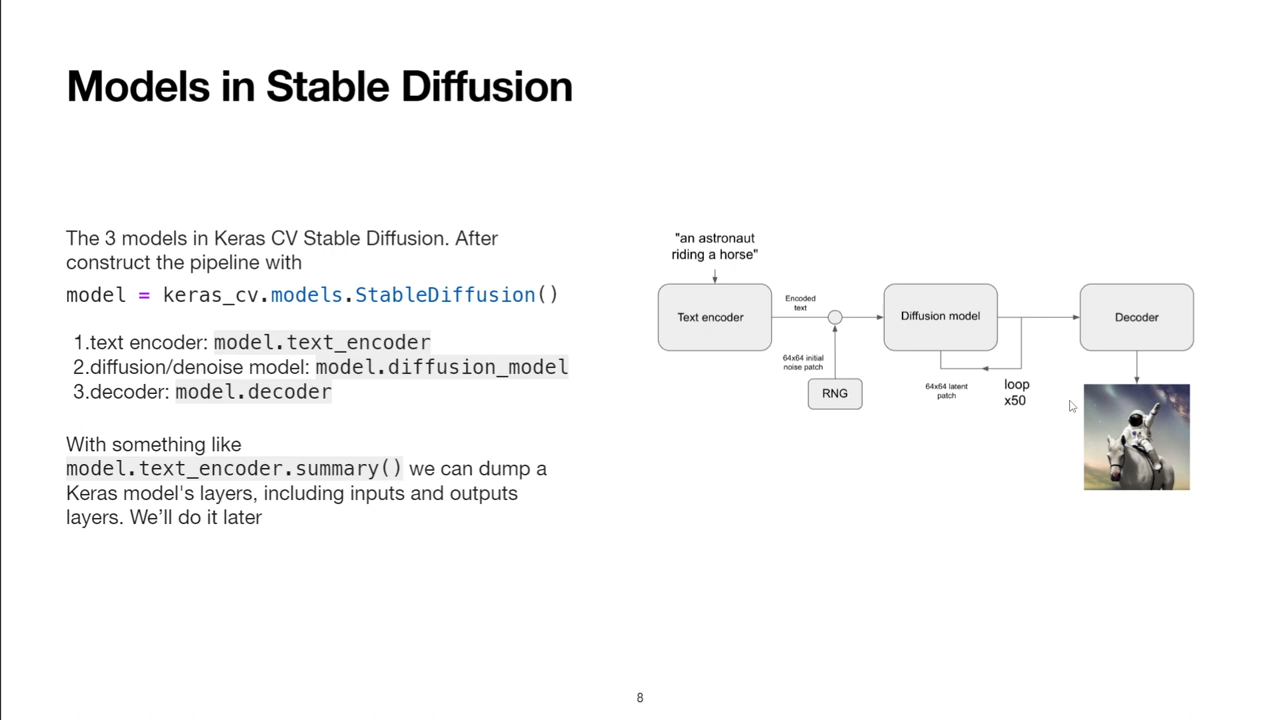 Models in Stable Diffusion
The 3 models in Keras CV Stable Diffusion. After
construct the pipeline with
model = keras_cv.models.StableDiffusion()
1.text encoder: model.text_encoder
2.diffusion/denoise model: model.diffusion_model
3.decoder: model.decoder
With something like
model.text_encoder.summary() we can dump a
Keras model's layers, including inputs and outputs
layers. We’ll do it later
"an astronaut
riding a horse"
Text encoder
Encoded
text
64x64 initial
noise patch
RNG
Diffusion model
64x64 latent
patch
loop
x50
Decoder
8